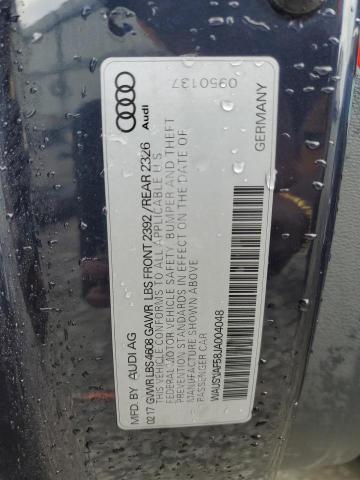 MFD. BY
AUDI AG
02 17 GVWR LBS 4608 GAWR LBS FRONT 2392 / REAR 2326
THIS VEHICLE CONFORMS TO ALL APPLICABLE U S
FEDERAL MOTOR VEHICLE SAFETY, BUMPER AND THEFT
PREVENTION STANDARDS IN EFFECT ON THE DATE OF
MANUFACTURE SHOWN ABOVE.
PASSENGER CAR
Audi
0950137
GERMANY